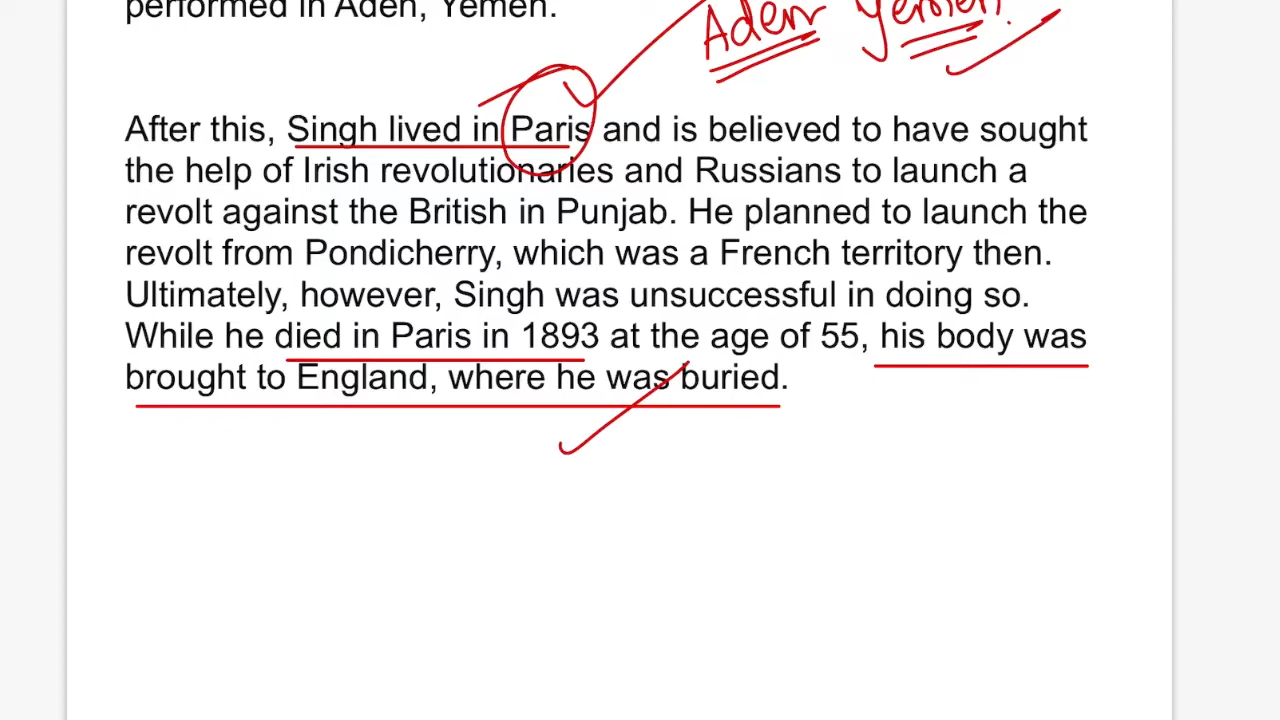 performed in Aden, Yemen.
Aden Yemen.
After this, Singh lived in Paris and is believed to have sought
the help of Irish revolutionaries and Russians to launch a
revolt against the British in Punjab. He planned to launch the
revolt from Pondicherry, which was a French territory then.
Ultimately, however, Singh was unsuccessful in doing so.
While he died in Paris in 1893 at the age of 55, his body was
brought to England, where he was buried.